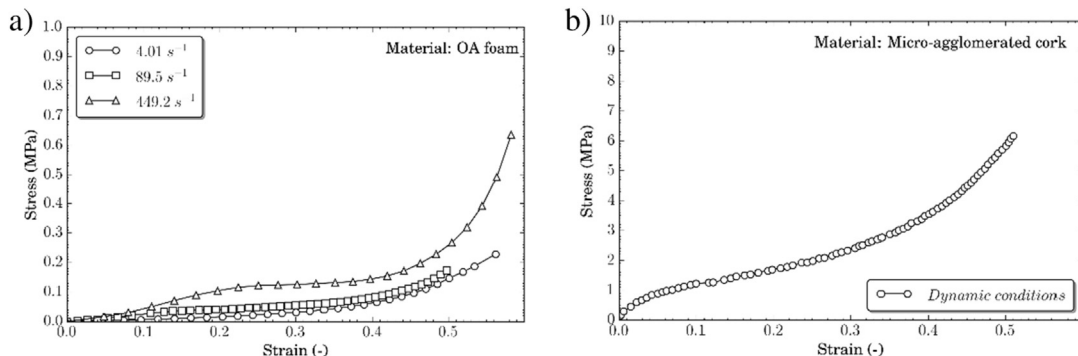 a)
1.0
0.9
0.8
0.7
0.6
0.5
0.4
0.3
0.2
0.1
0.0
Stress (MPa)
4.01 s⁻¹
89.5 s⁻¹
449.2 s⁻¹
Material: OA foam
0.0 0.1 0.2 0.3 0.4 0.5
Strain (-)
b)
10
9
8
7
6
5
4
3
2
1
0
Stress (MPa)
Material: Micro-agglomerated cork
Dynamic conditions
0.0 0.1 0.2 0.3 0.4 0.5
Strain (-)